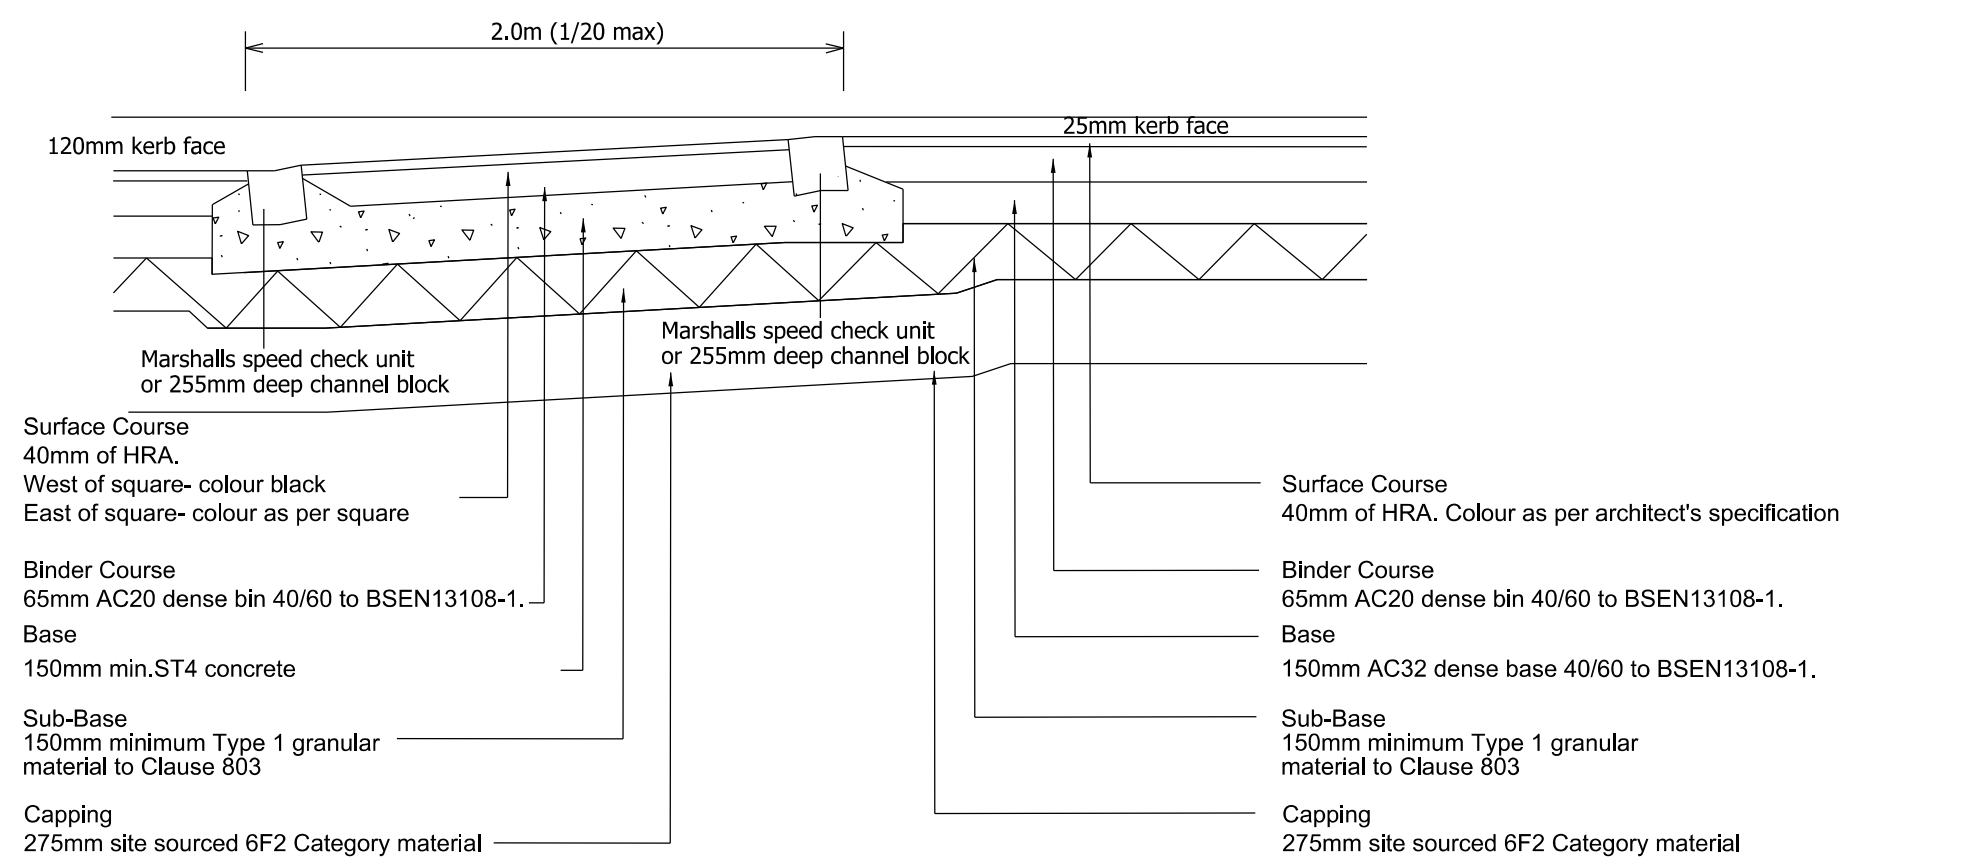 2.0m (1/20 max)
120mm kerb face
25mm kerb face
Marshalls speed check unit
or 255mm deep channel block
Marshalls speed check unit
or 255mm deep channel block
Surface Course
40mm of HRA.
West of square- colour black
East of square- colour as per square
Binder Course
65mm AC20 dense bin 40/60 to BSEN13108-1.
Base
150mm min.ST4 concrete
Sub-Base
150mm minimum Type 1 granular
material to Clause 803
Capping
275mm site sourced 6F2 Category material
Surface Course
40mm of HRA. Colour as per architect's specification
Binder Course
65mm AC20 dense bin 40/60 to BSEN13108-1.
Base
150mm AC32 dense base 40/60 to BSEN13108-1.
Sub-Base
150mm minimum Type 1 granular
material to Clause 803
Capping
275mm site sourced 6F2 Category material